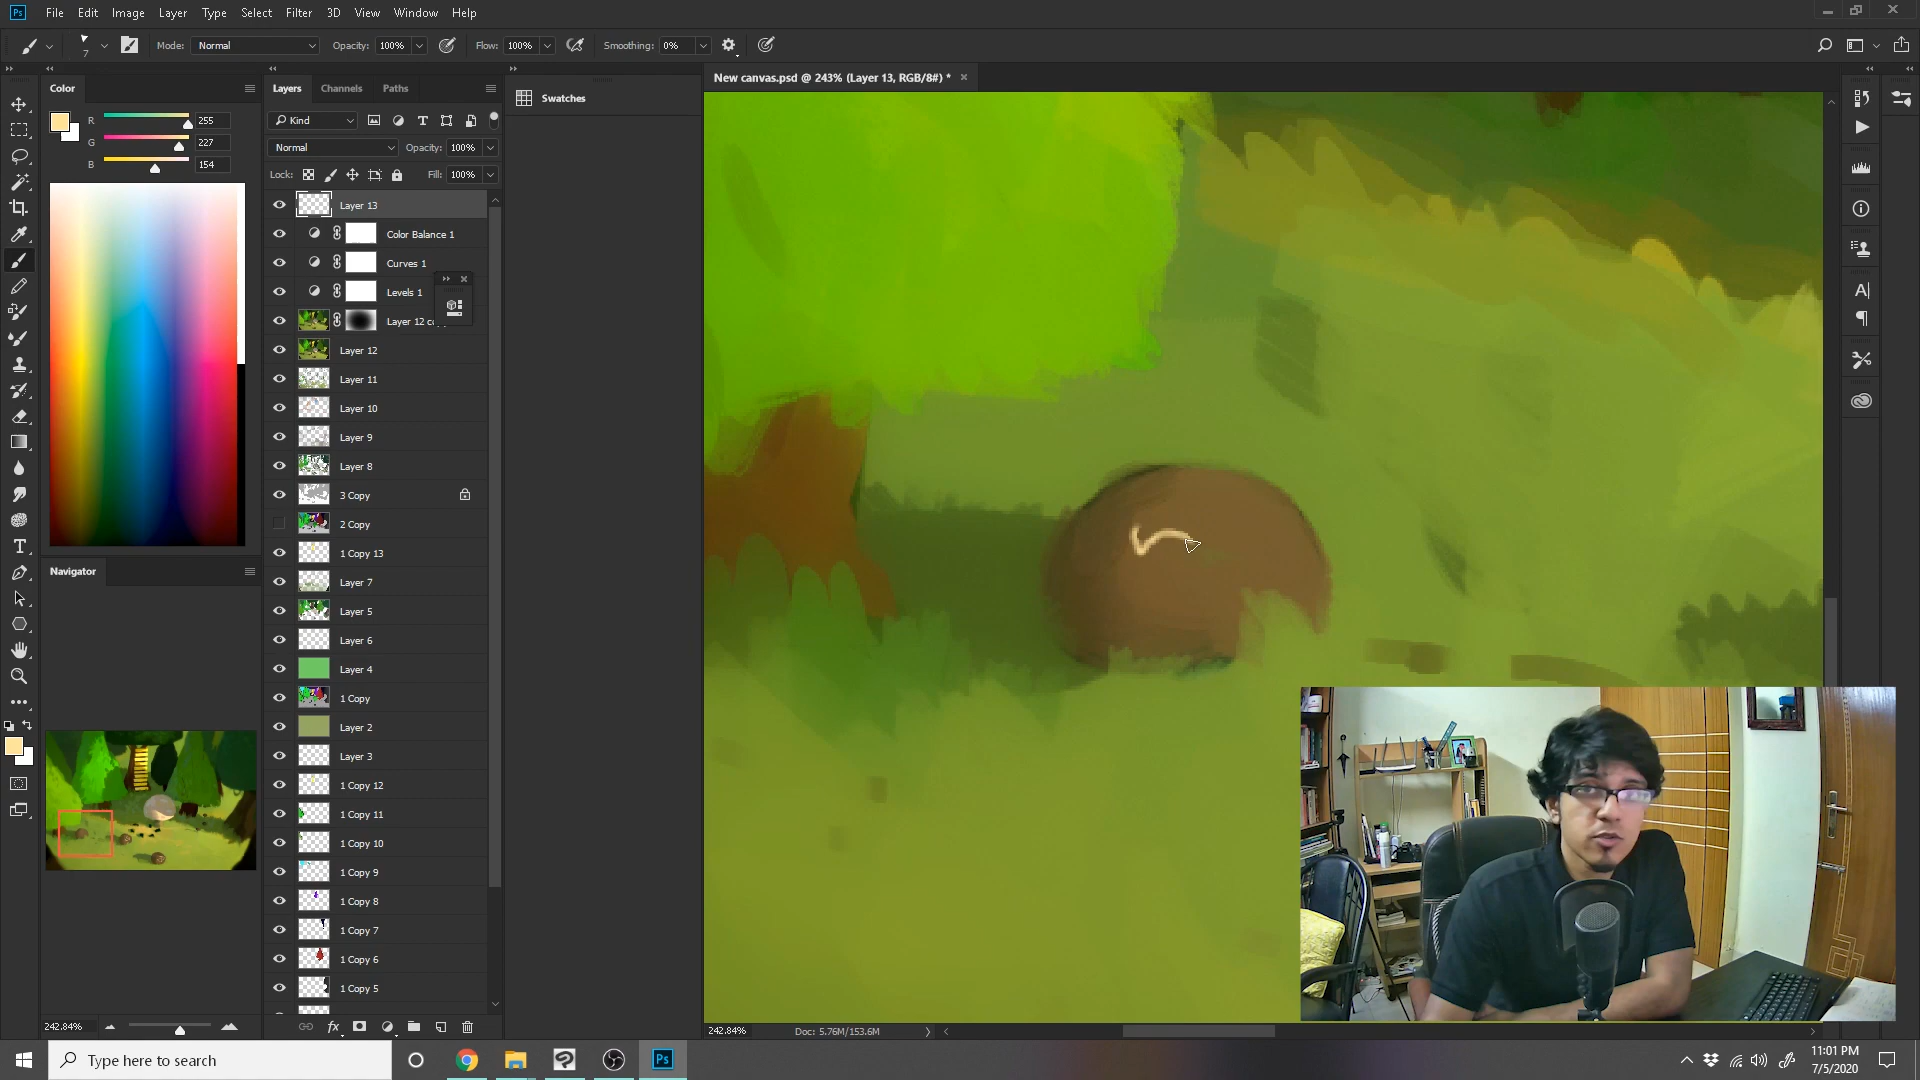 Ps File Edit Image Layer Type Select Filter 3D View Window Help
7 Mode: Normal Opacity: 100% Flow: 100% Smoothing: 0%
Color
R 255
G 227
B 154
Navigator
242.84%
Layers Channels Paths
Kind
Normal Opacity: 100%
Lock: Fill: 100%
Layer 13
Color Balance 1
Curves 1
Levels 1
Layer 12 c
Layer 12
Layer 11
Layer 10
Layer 9
Layer 8
3 Copy
2 Copy
1 Copy 13
Layer 7
Layer 5
Layer 6
Layer 4
1 Copy
Layer 2
Layer 3
1 Copy 12
1 Copy 11
1 Copy 10
1 Copy 9
1 Copy 8
1 Copy 7
1 Copy 6
1 Copy 5
fx
Swatches
New canvas.psd @ 243% (Layer 13, RGB/8#) *
242.84% Doc: 5.76M/153.6M
Type here to search
Ps
11:01 PM
7/5/2020